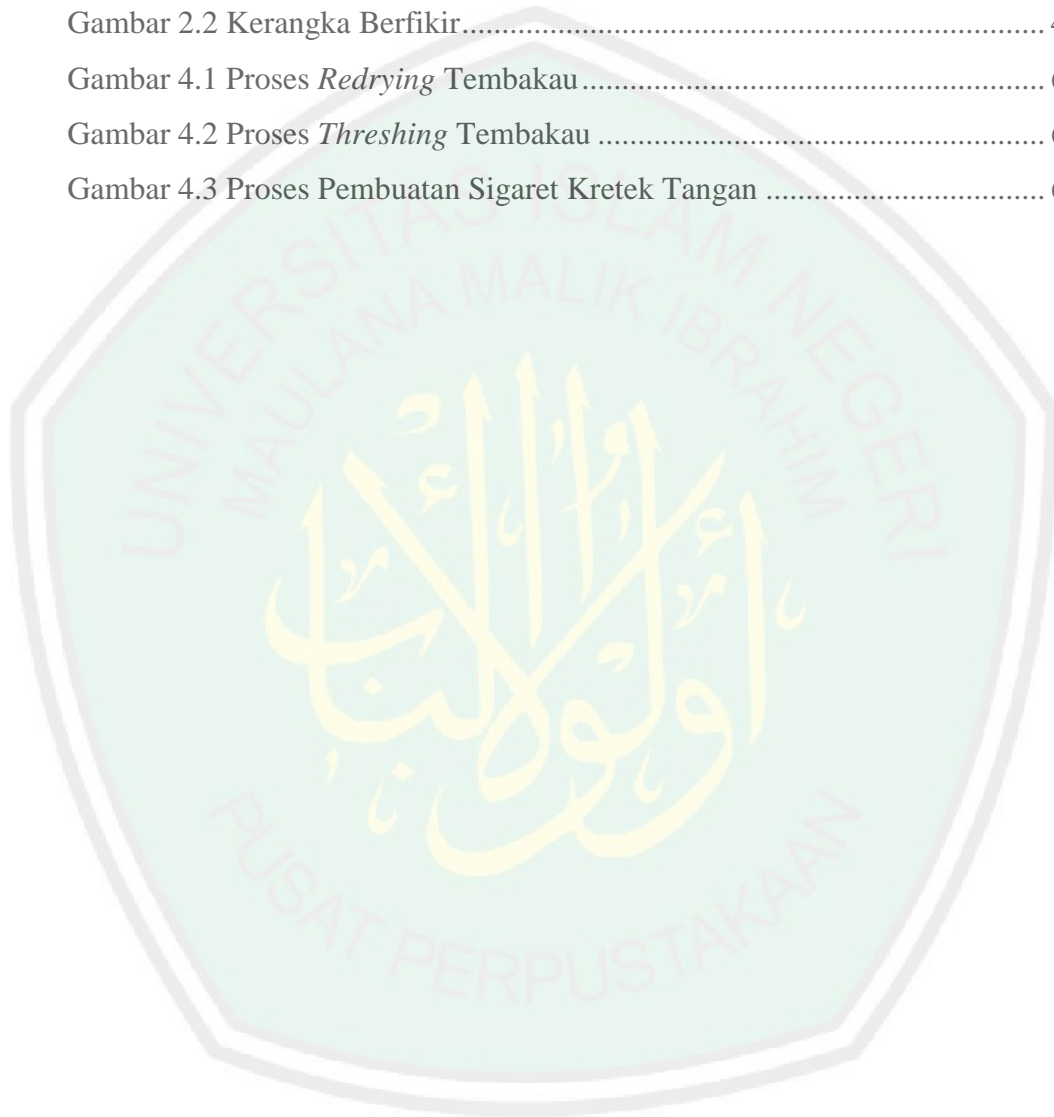 Gambar 2.2 Kerangka Berfikir........................................................................
Gambar 4.1 Proses Redrying Tembakau........................................................
Gambar 4.2 Proses Threshing Tembakau ......................................................
Gambar 4.3 Proses Pembuatan Sigaret Kretek Tangan .................................
UNIVERSITAS ISLAM NEGERI
MAULANA MALIK IBRAHIM
أولوا الألباب
PUSAT PERPUSTAKAAN